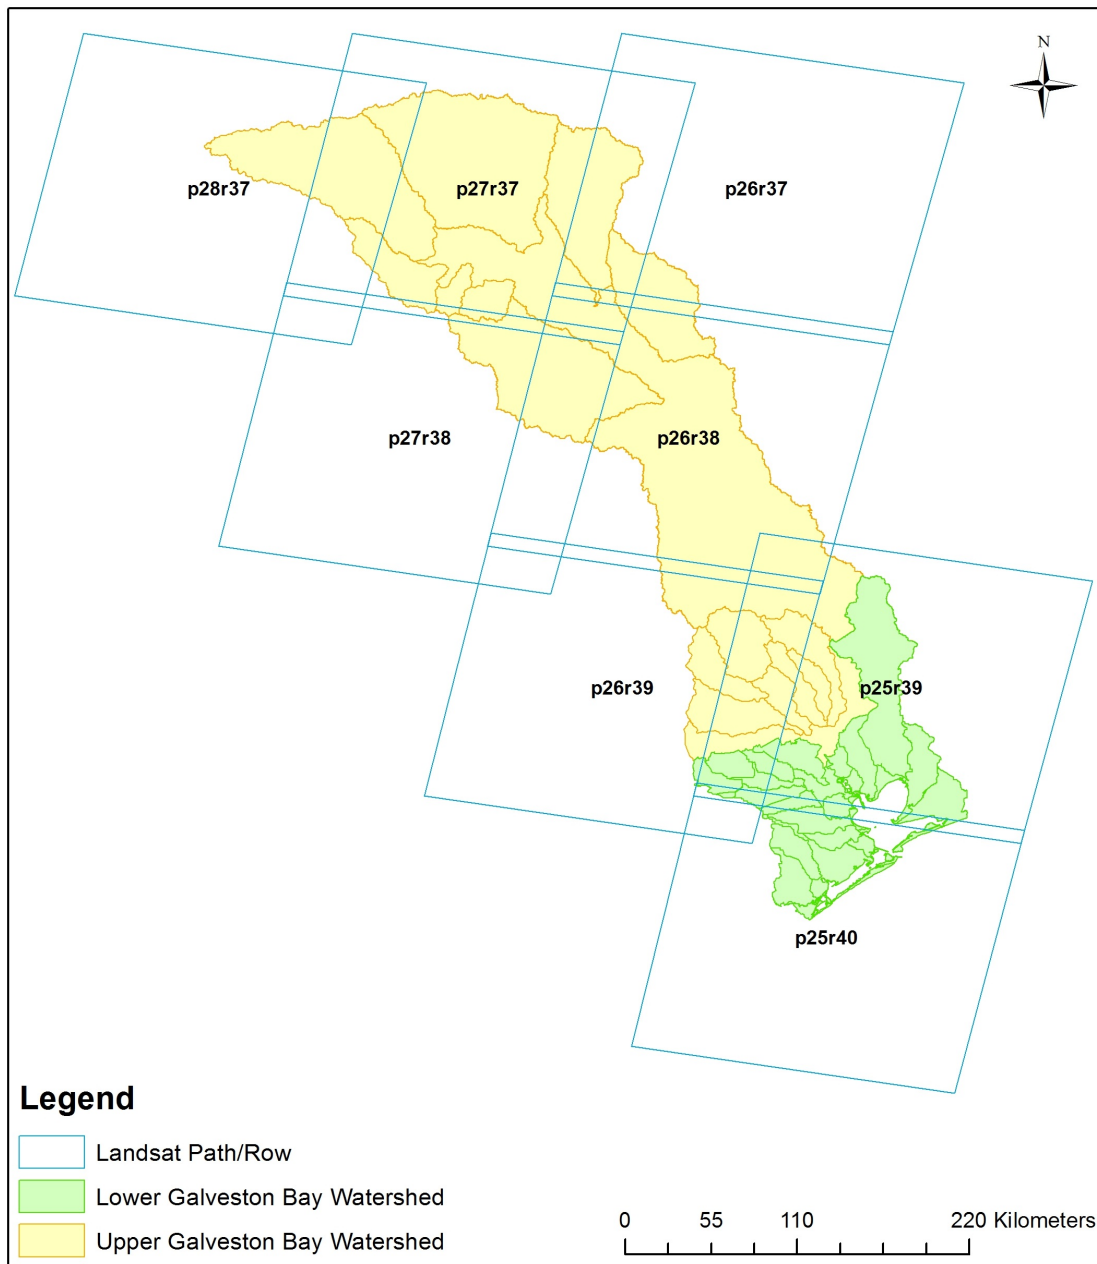 N
p28r37
p27r37
p26r37
p27r38
p26r38
p26r39
p25r39
p25r40
Legend
Landsat Path/Row
Lower Galveston Bay Watershed
Upper Galveston Bay Watershed
0 55 110 220 Kilometers